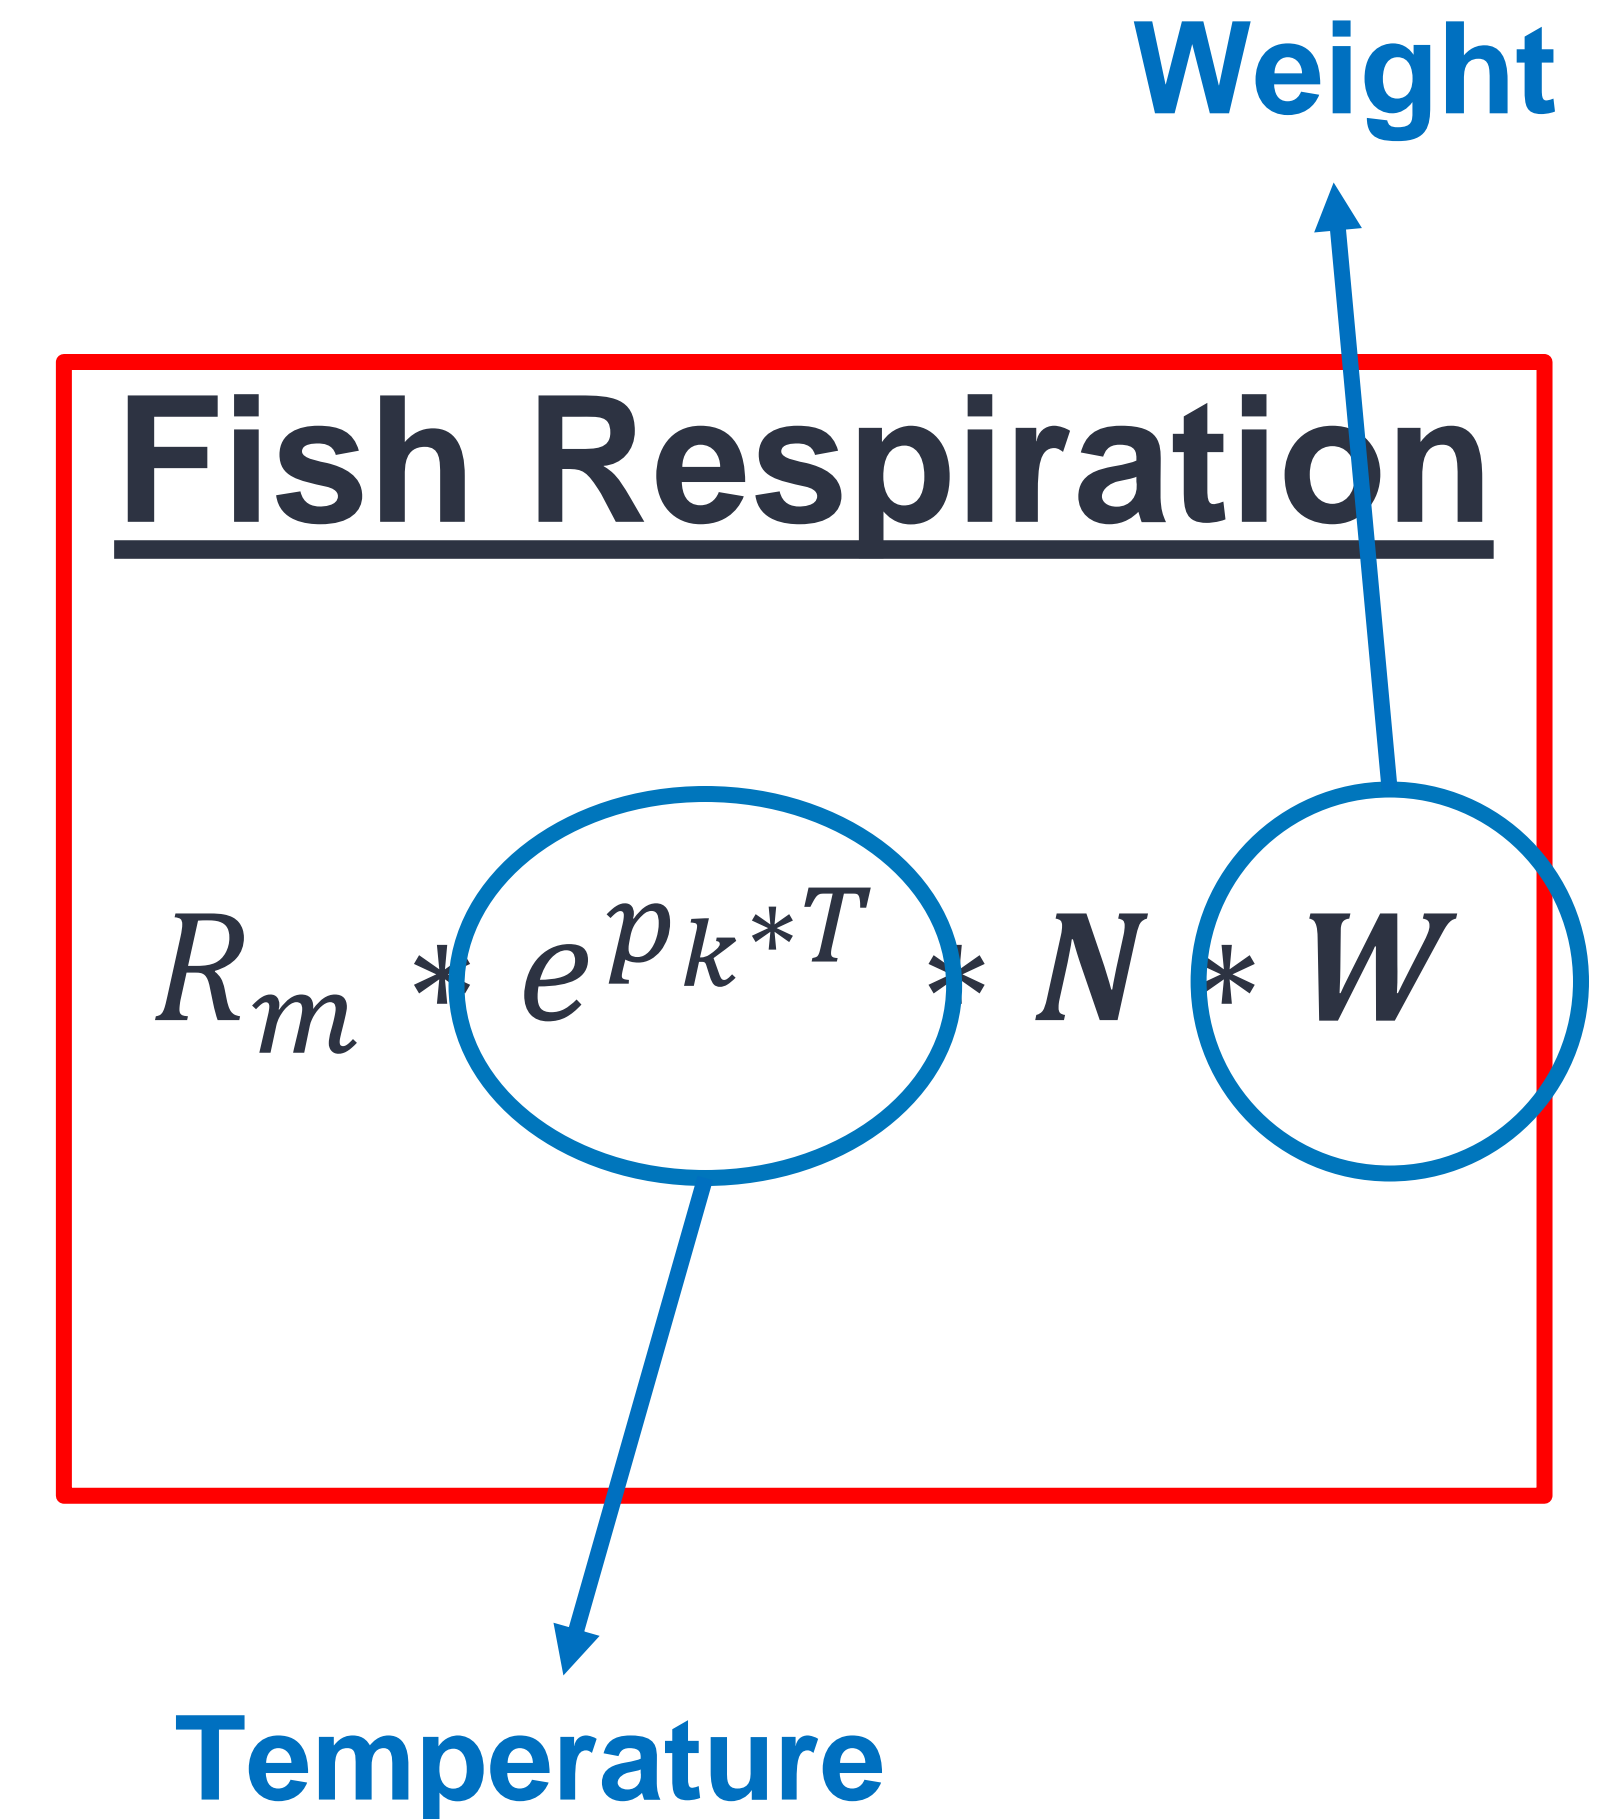 Weight
Fish Respiration
R_m * e^{p_k*T} * N * W
Temperature